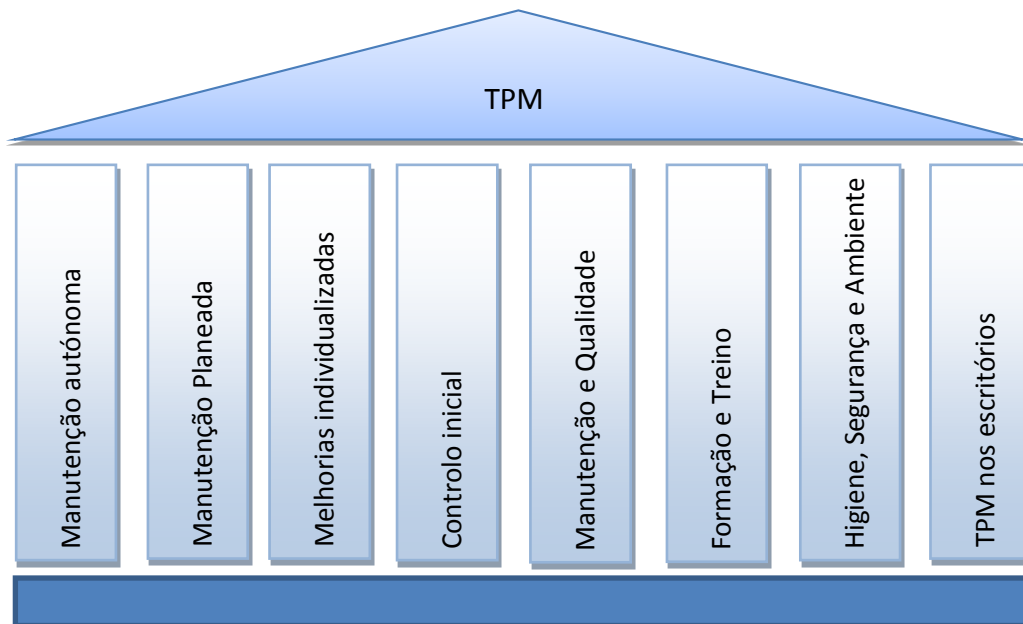 TPM
Manutenção autónoma
Manutenção Planeada
Melhorias individualizadas
Controlo inicial
Manutenção e Qualidade
Formação e Treino
Higiene, Segurança e Ambiente
TPM nos escritórios